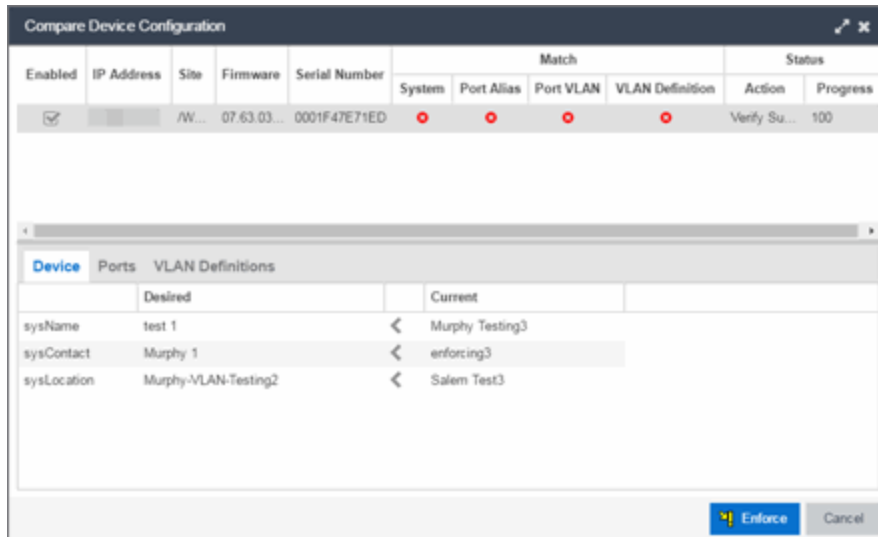 Compare Device Configuration
Match Status
Enabled IP Address Site Firmware Serial Number
System Port Alias Port VLAN VLAN Definition Action Progress
/W... 07.63.03... 0001F47E71ED Verify Su... 100
Device Ports VLAN Definitions
Desired Current
sysName test 1 Murphy Testing3
sysContact Murphy 1 enforcing3
sysLocation Murphy-VLAN-Testing2 Salem Test3
Enforce Cancel